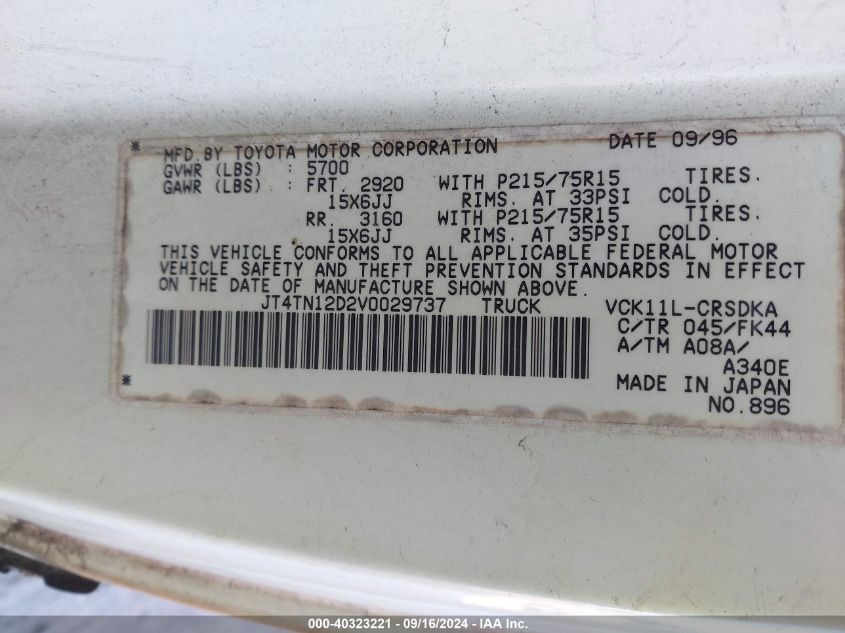 MFD.BY TOYOTA MOTOR CORPORATION DATE 09/96
GVWR (LBS) : 5700
GAWR (LBS) : FRT. 2920 WITH P215/75R15 TIRES.
15X6JJ RIMS. AT 33PSI COLD.
RR. 3160 WITH P215/75R15 TIRES.
15X6JJ RIMS. AT 35PSI COLD.
THIS VEHICLE CONFORMS TO ALL APPLICABLE FEDERAL MOTOR
VEHICLE SAFETY AND THEFT PREVENTION STANDARDS IN EFFECT
ON THE DATE OF MANUFACTURE SHOWN ABOVE.
JT4TN12D2V0029737 TRUCK VCK11L-CRSDKA
C/TR 045/FK44
A/TM A08A/
A340E
MADE IN JAPAN
NO.896
000-40323221 - 09/16/2024 - IAA Inc.